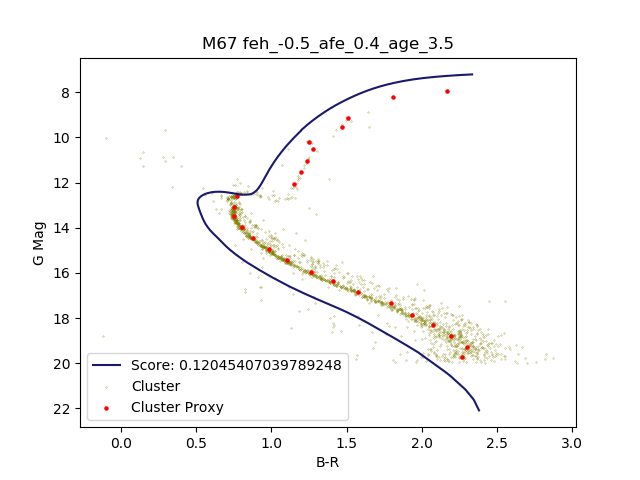 M67 feh_-0.5_afe_0.4_age_3.5
8
10
12
14
16
18
20
22
G Mag
Score: 0.12045407039789248
Cluster
Cluster Proxy
0.0 0.5 1.0 1.5 2.0 2.5 3.0
B-R